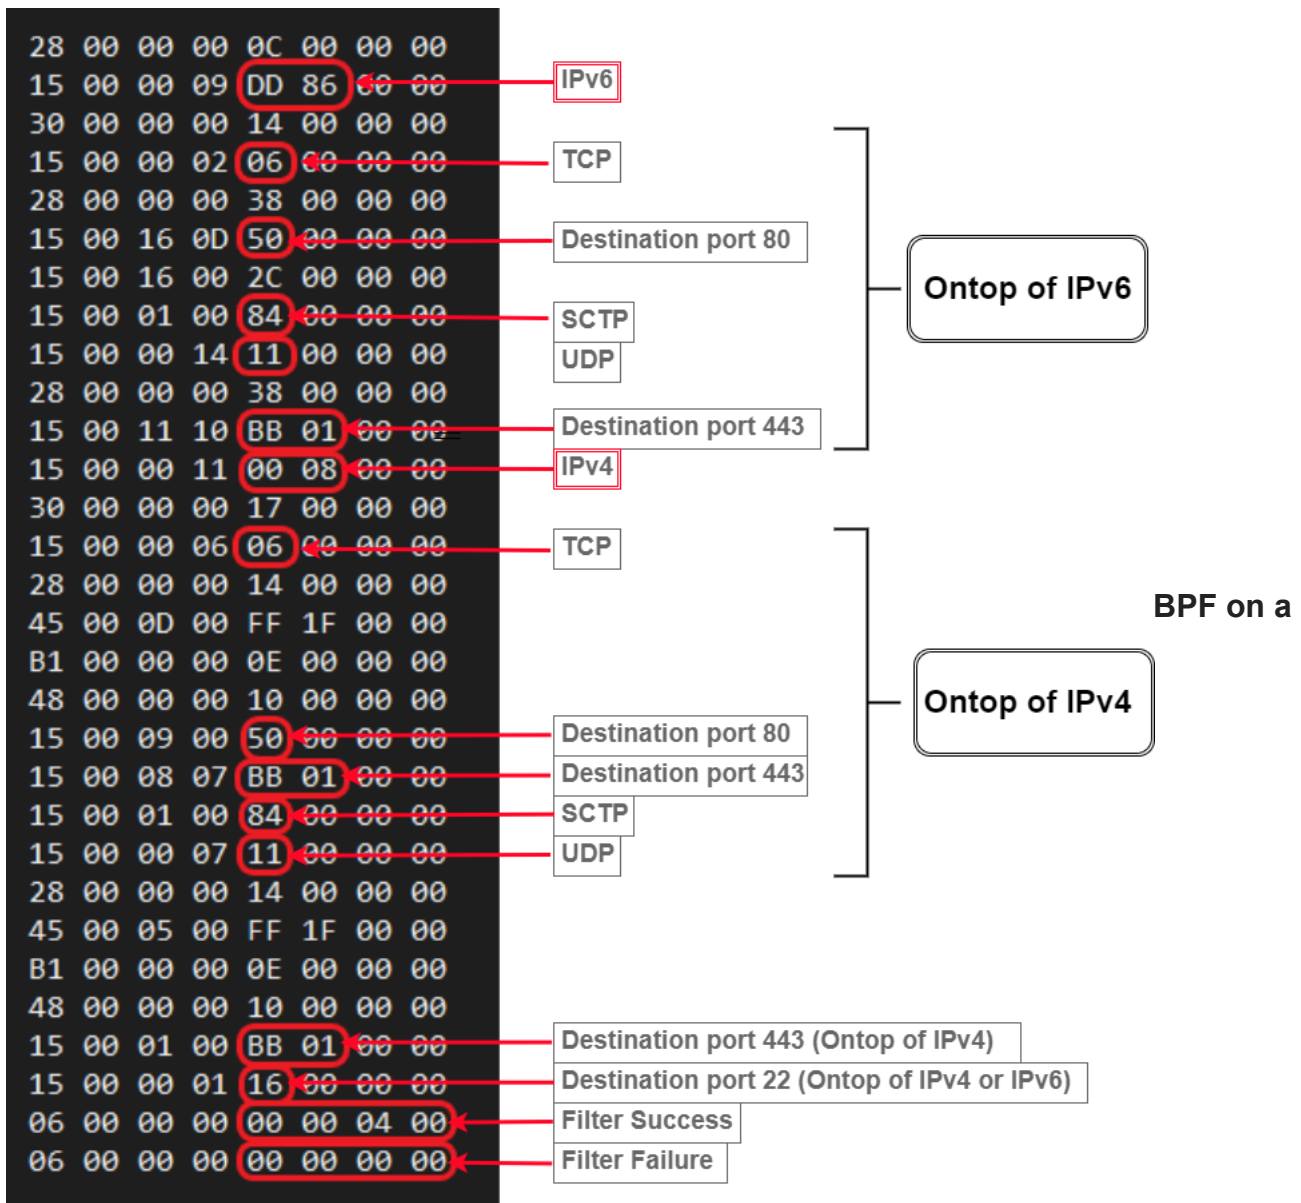 28 00 00 00 0C 00 00 00
15 00 00 09 DD 86 00 00 IPv6
30 00 00 00 14 00 00 00
15 00 00 02 06 00 00 00 TCP
28 00 00 00 38 00 00 00
15 00 16 0D 50 00 00 00 Destination port 80
15 00 16 00 2C 00 00 00
Ontop of IPv6
15 00 01 00 84 00 00 00 SCTP
15 00 00 14 11 00 00 00 UDP
28 00 00 00 38 00 00 00
15 00 11 10 BB 01 00 00 Destination port 443
15 00 00 11 00 08 00 00 IPv4
30 00 00 00 17 00 00 00
15 00 00 06 06 00 00 00 TCP
28 00 00 00 14 00 00 00
BPF on a
45 00 0D 00 FF 1F 00 00
B1 00 00 00 0E 00 00 00
48 00 00 00 10 00 00 00
Ontop of IPv4
15 00 09 00 50 00 00 00 Destination port 80
15 00 08 07 BB 01 00 00 Destination port 443
15 00 01 00 84 00 00 00 SCTP
15 00 00 07 11 00 00 00 UDP
28 00 00 00 14 00 00 00
45 00 05 00 FF 1F 00 00
B1 00 00 00 0E 00 00 00
48 00 00 00 10 00 00 00
15 00 01 00 BB 01 00 00 Destination port 443 (Ontop of IPv4)
15 00 00 01 16 00 00 00 Destination port 22 (Ontop of IPv4 or IPv6)
06 00 00 00 00 00 04 00 Filter Success
06 00 00 00 00 00 00 00 Filter Failure